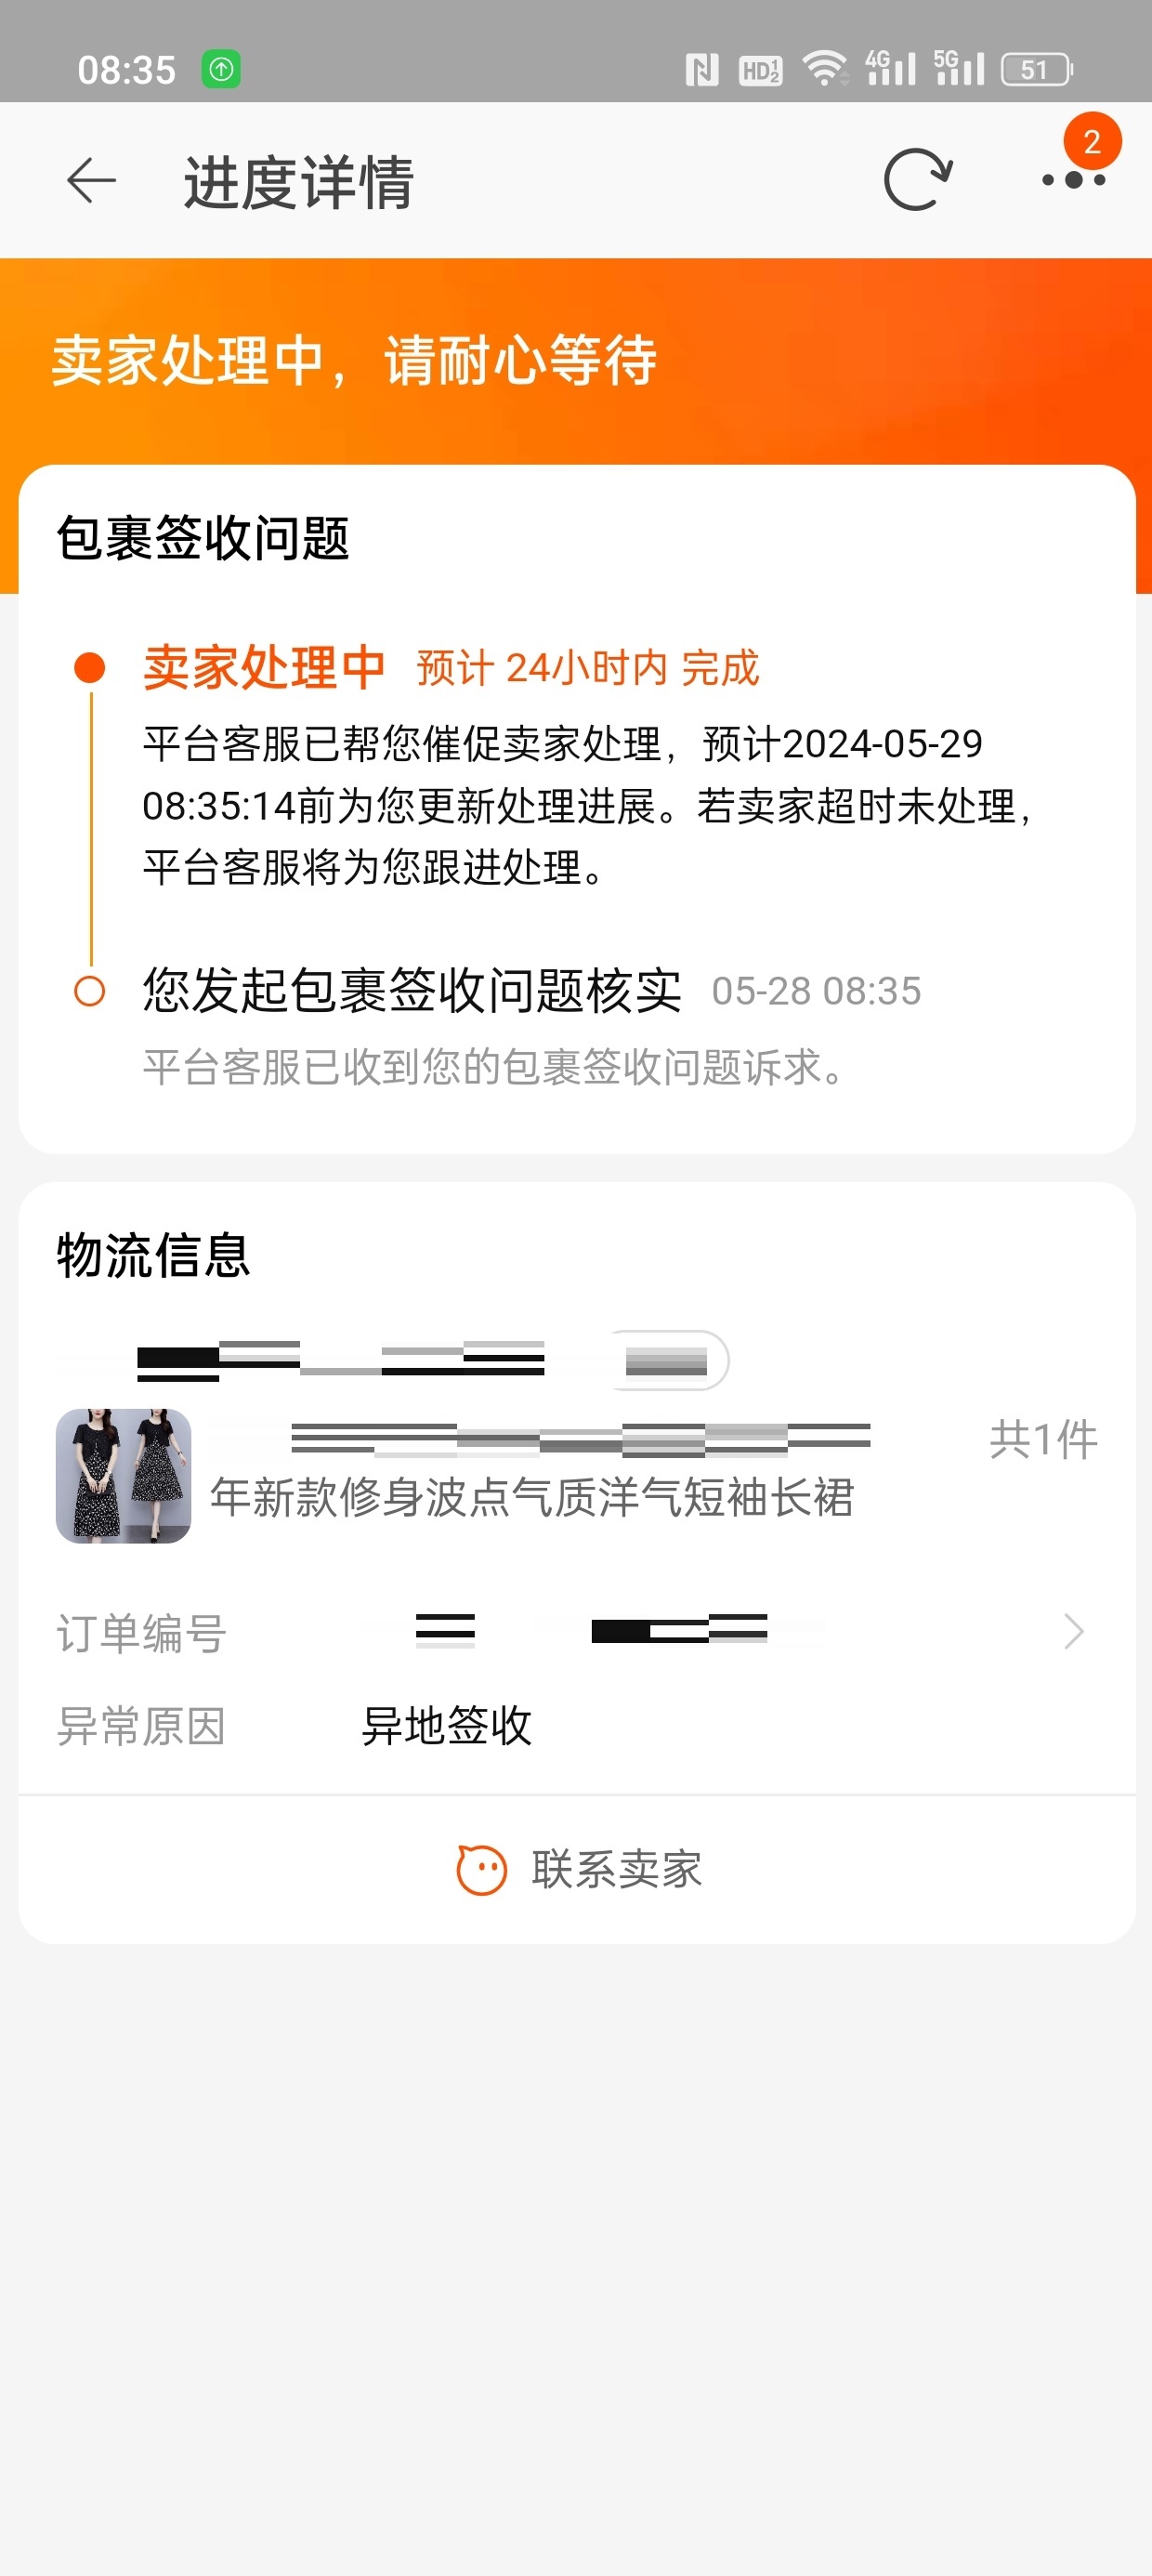 08:35
HD 1 2 4G 5G 51
进度详情
2
卖家处理中，请耐心等待
包裹签收问题
卖家处理中 预计 24小时内 完成
平台客服已帮您催促卖家处理，预计2024-05-29
08:35:14前为您更新处理进展。若卖家超时未处理，
平台客服将为您跟进处理。
您发起包裹签收问题核实 05-28 08:35
平台客服已收到您的包裹签收问题诉求。
物流信息
共1件
年新款修身波点气质洋气短袖长裙
订单编号
异常原因 异地签收
联系卖家